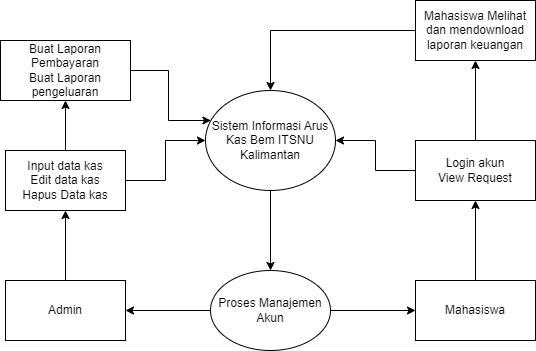 Mahasiswa Melihat
dan mendownload
laporan keuangan
Buat Laporan
Pembayaran
Buat Laporan
pengeluaran
Sistem Informasi Arus
Kas Bem ITSNU
Kalimantan
Input data kas
Edit data kas
Hapus Data kas
Login akun
View Request
Admin
Proses Manajemen
Akun
Mahasiswa